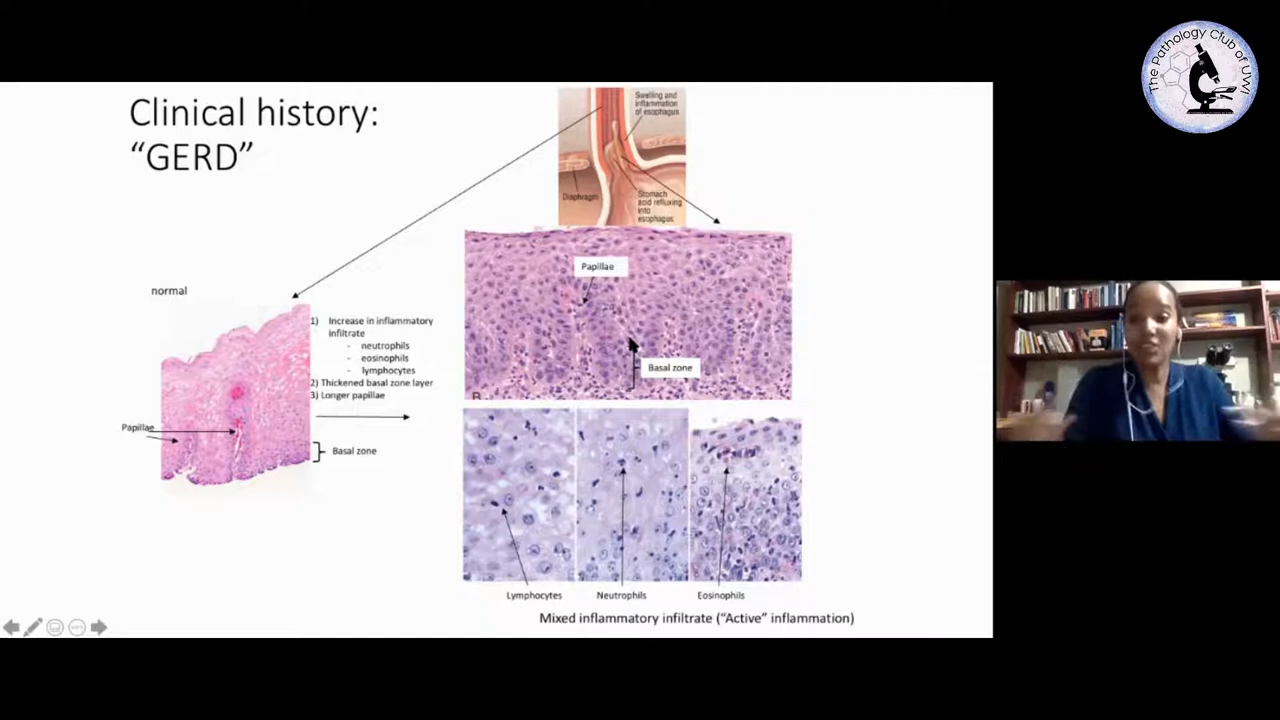 The Pathology Club of UWI
Clinical history:
“GERD”
Swelling and
inflammation
of esophagus
Diaphragm
Stomach
acid refluxing
into
esophagus
Papillae
Basal zone
normal
1) Increase in inflammatory
infiltrate
- neutrophils
- eosinophils
- lymphocytes
2) Thickened basal zone layer
3) Longer papillae
Papillae
Basal zone
B
Lymphocytes
Neutrophils
Eosinophils
Mixed inflammatory infiltrate (“Active” inflammation)